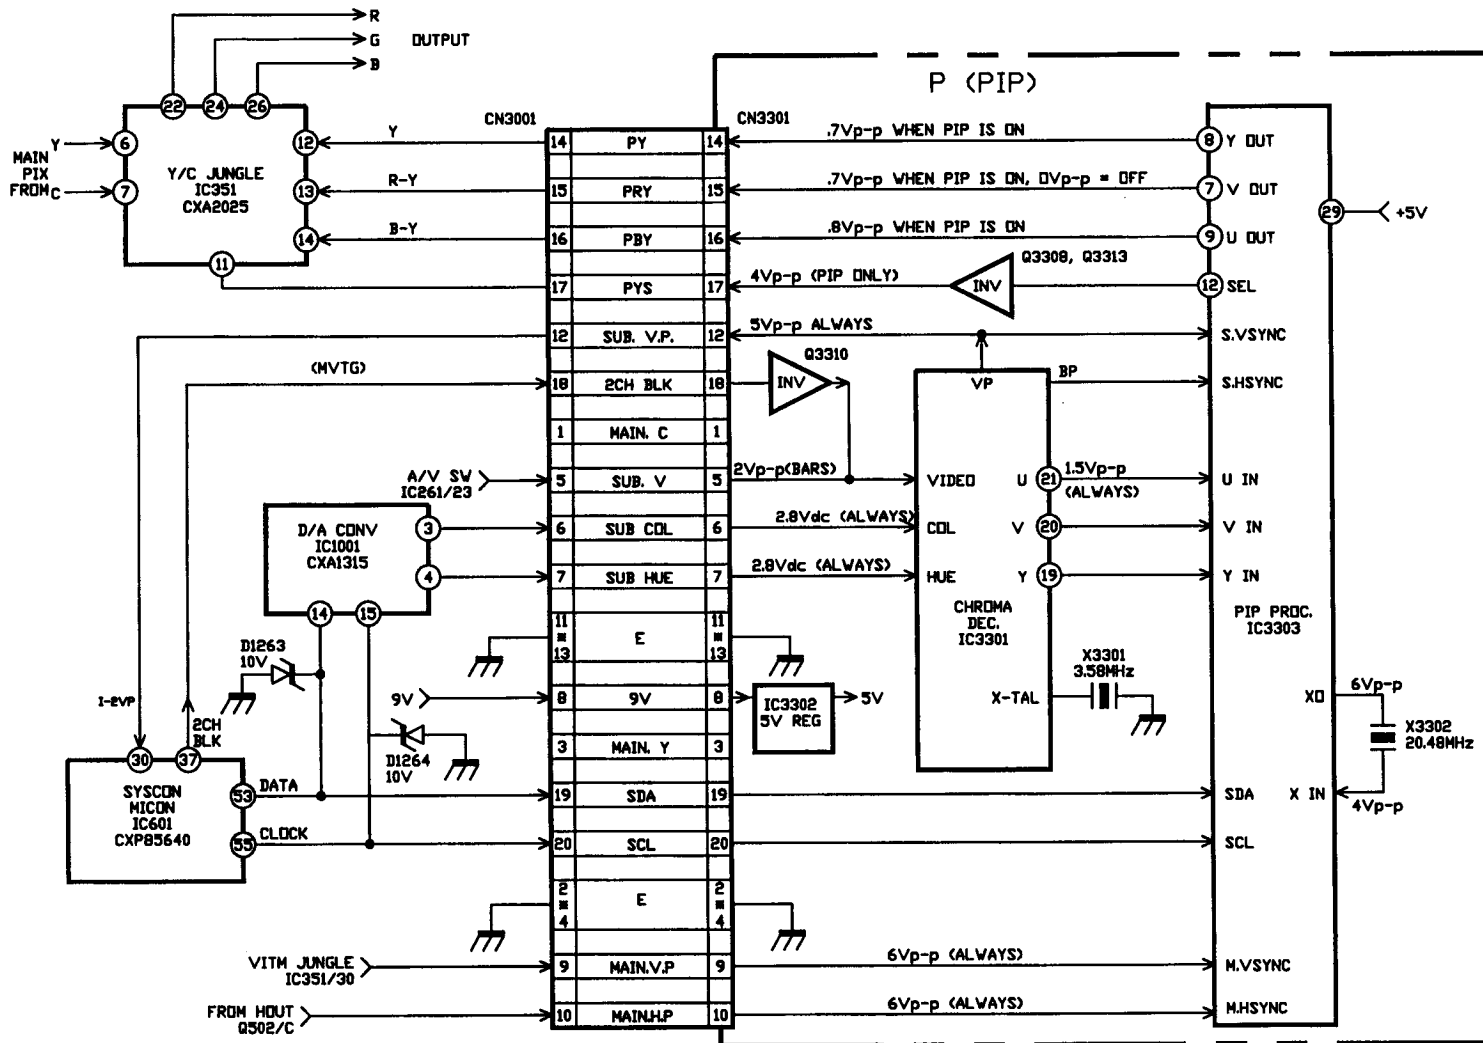 R
G OUTPUT
B
P (PIP)
22 24 26
CN3001
CN3301
6
7
Y
MAIN
PIX
FROM C
Y/C JUNGLE
IC351
CXA2025
12
13
14
11
Y
R-Y
B-Y
14 PY 14
15 PRY 15
16 PBY 16
17 PYS 17
12 SUB. V.P. 12
18 2CH BLK 18
1 MAIN. C 1
5 SUB. V 5
6 SUB COL 6
7 SUB HUE 7
11
※
13
E
11
※
13
8 9V 8
3 MAIN. Y 3
19 SDA 19
20 SCL 20
2
※
4
E
2
※
4
9 MAIN.V.P 9
10 MAIN.H.P 10
.7Vp-p WHEN PIP IS ON
.7Vp-p WHEN PIP IS ON, 0Vp-p = OFF
.8Vp-p WHEN PIP IS ON
4Vp-p (PIP ONLY)
INV
Q3308, Q3313
5Vp-p ALWAYS
INV
Q3310
2Vp-p(BARS)
2.8Vdc (ALWAYS)
2.8Vdc (ALWAYS)
8 Y OUT
7 V OUT
9 U OUT
12 SEL
29
+5V
S.VSYNC
S.HSYNC
U IN
V IN
Y IN
PIP PROC.
IC3303
XO
X IN
SDA
SCL
M.VSYNC
M.HSYNC
VP
BP
VIDEO
COL
HUE
U 21
V 20
Y 19
1.5Vp-p
(ALWAYS)
CHROMA
DEC.
IC3301
X-TAL
X3301
3.58MHz
6Vp-p
X3302
20.48MHz
4Vp-p
IC3302
5V REG
5V
6Vp-p (ALWAYS)
6Vp-p (ALWAYS)
(MVTG)
A/V SW
IC261/23
D/A CONV
IC1001
CXA1315
3
4
14 15
D1263
10V
D1264
10V
9V
I-2VP
2CH
BLK
30 37
SYSCON
MICON
IC601
CXP85640
53 DATA
55 CLOCK
VITM JUNGLE
IC351/30
FROM HOUT
Q502/C